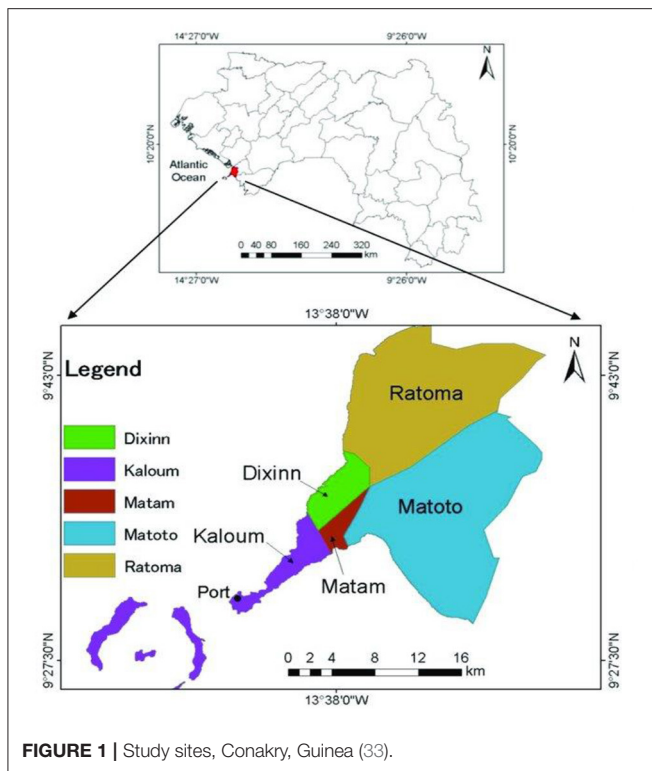 14°27'0"W
9°26'0"W
N
10°20'0"N
10°20'0"N
Atlantic
Ocean
0 40 80 160 240 320
km
14°27'0"W
9°26'0"W
13°38'0"W
9°43'0"N
9°43'0"N
N
Legend
Dixinn
Kaloum
Matam
Matoto
Ratoma
Ratoma
Dixinn
Matoto
Kaloum
Port
Matam
0 2 4 8 12 16
km
9°27'30"N
9°27'30"N
13°38'0"W
FIGURE 1 | Study sites, Conakry, Guinea (33).